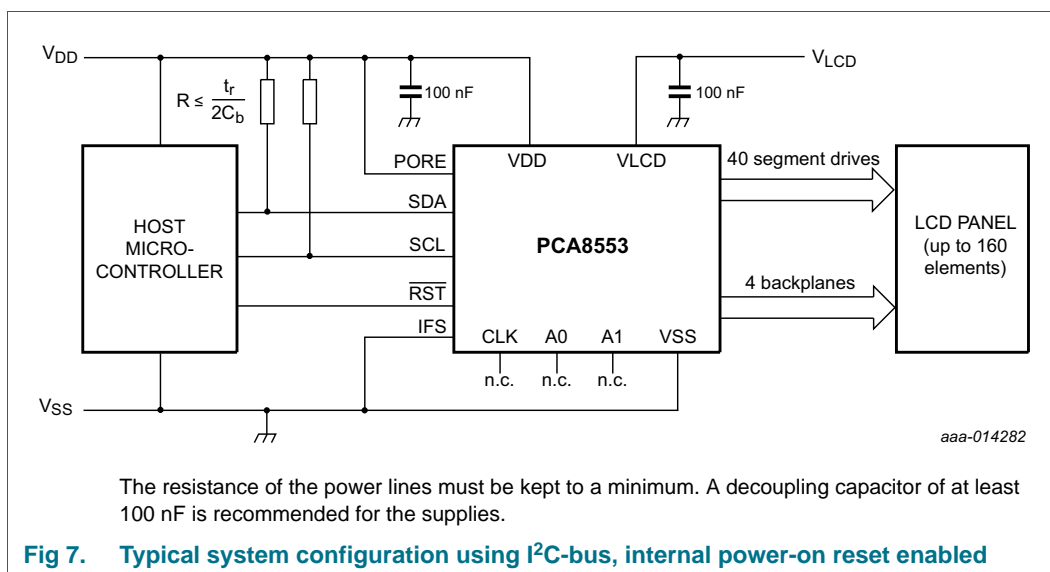 VDD
VLCD
R ≤ tr
2Cb
100 nF
100 nF
PORE
VDD
VLCD
40 segment drives
SDA
HOST
MICRO-
CONTROLLER
SCL
PCA8553
LCD PANEL
(up to 160
elements)
RST
4 backplanes
IFS
CLK
A0
A1
VSS
n.c.
n.c.
n.c.
VSS
aaa-014282
The resistance of the power lines must be kept to a minimum. A decoupling capacitor of at least
100 nF is recommended for the supplies.
Fig 7. Typical system configuration using I²C-bus, internal power-on reset enabled